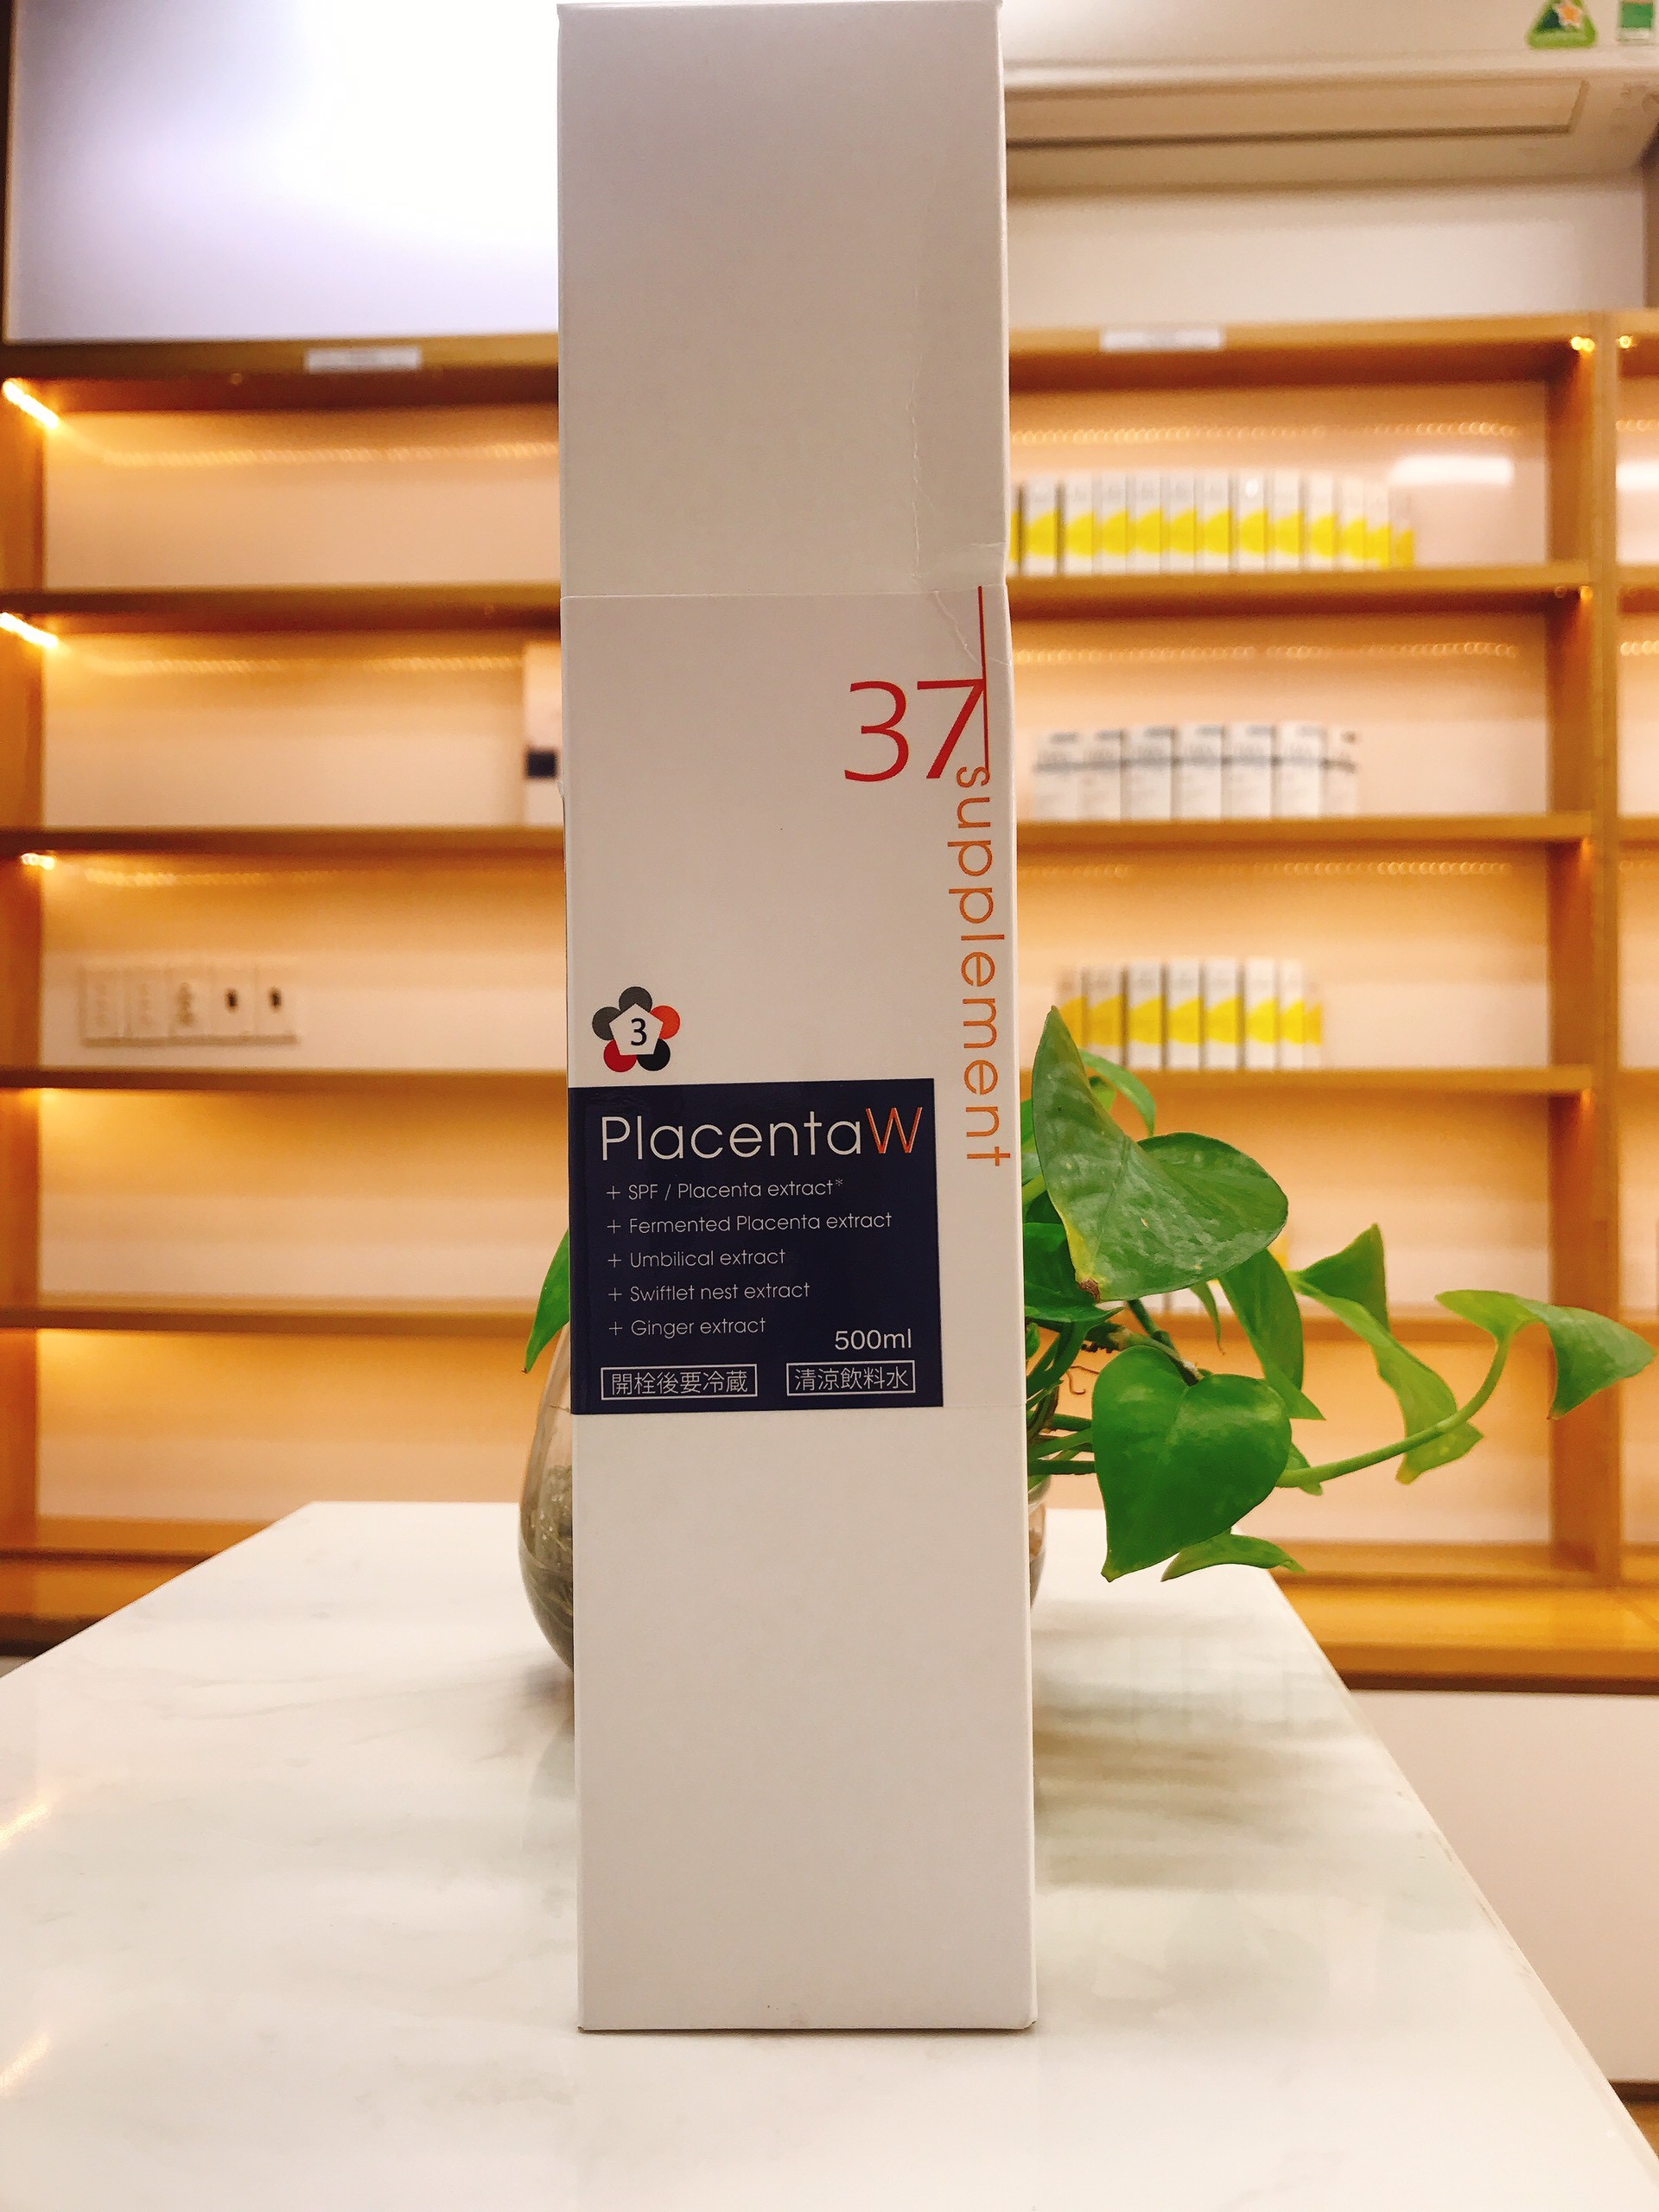 37
supplement
3
PlacentaW
+ SPF / Placenta extract*
+ Fermented Placenta extract
+ Umbilical extract
+ Swiftlet nest extract
+ Ginger extract
500ml
開栓後要冷蔵
清涼飲料水